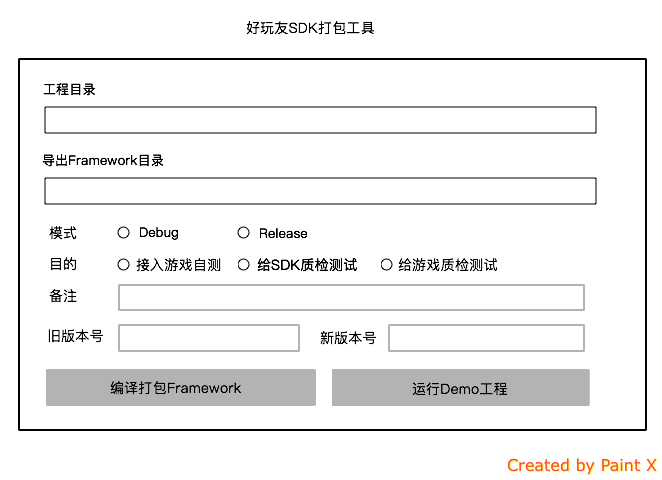 好玩友SDK打包工具
工程目录
导出Framework目录
模式 Debug Release
目的 接入游戏自测 给SDK质检测试 给游戏质检测试
备注
旧版本号 新版本号
编译打包Framework 运行Demo工程
Created by Paint X